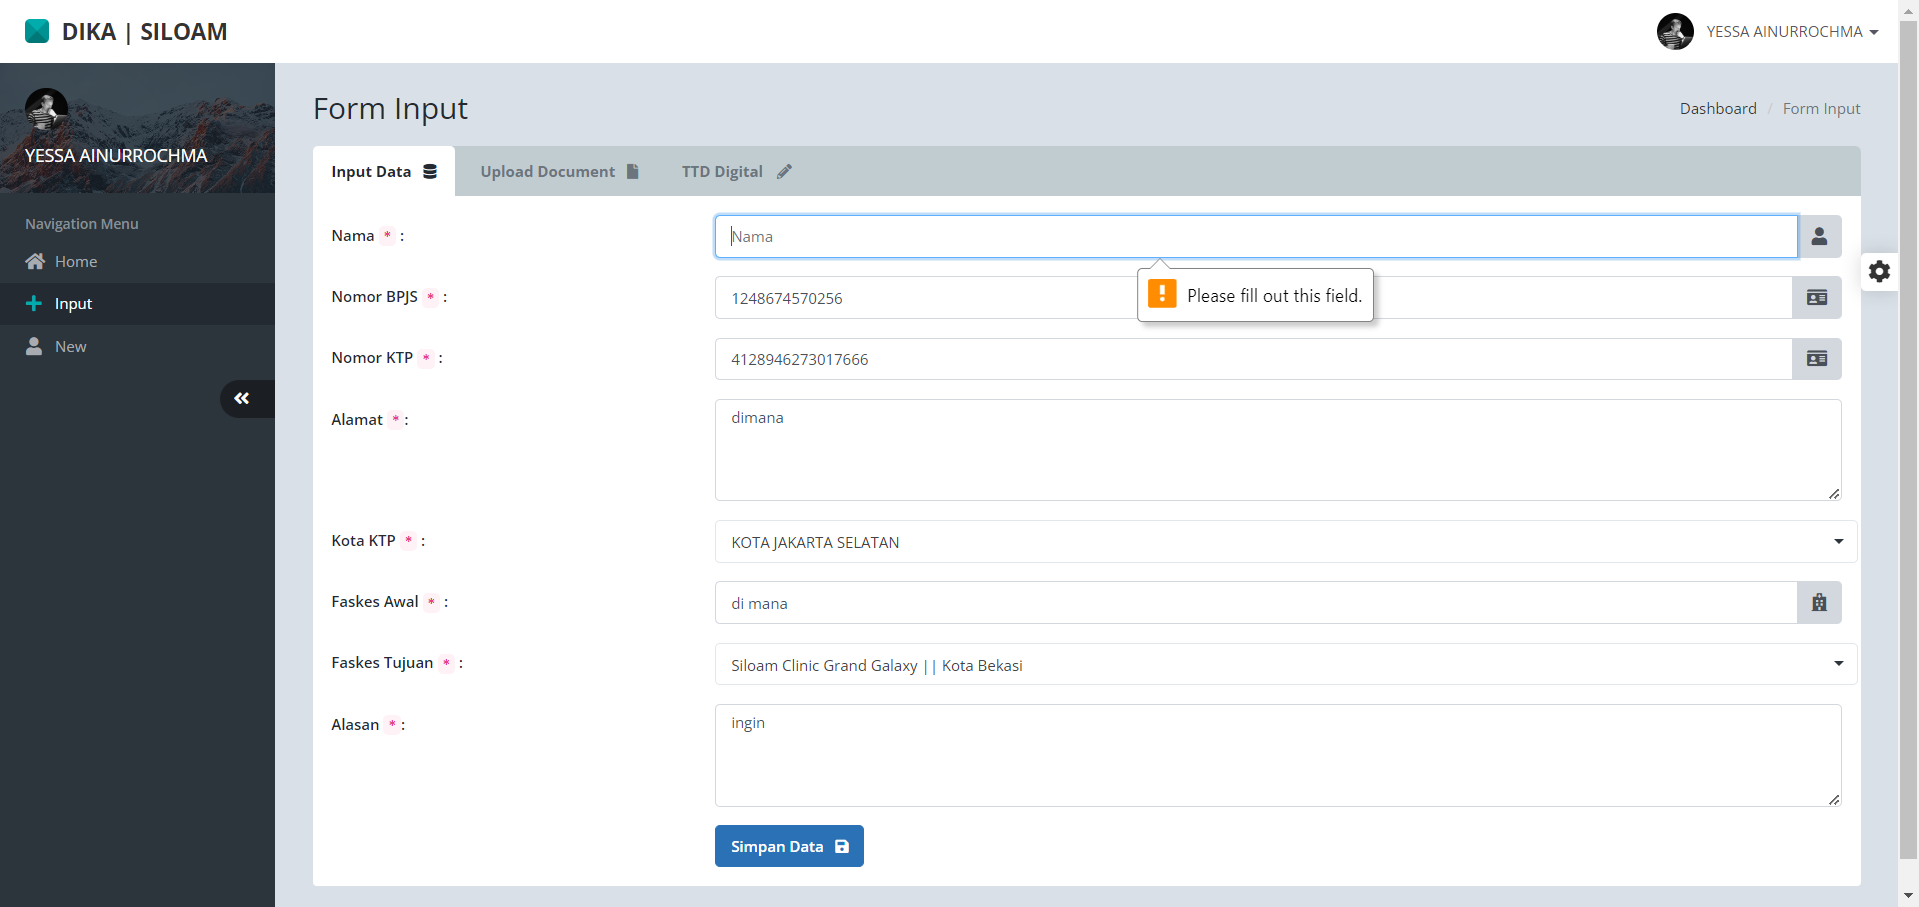 DIKA | SILOAM
YESSA AINURROCHMA
YESSA AINURROCHMA
Navigation Menu
Home
Input
New
Form Input
Dashboard / Form Input
Input Data
Upload Document
TTD Digital
Nama * :
Nama
Please fill out this field.
Nomor BPJS * :
1248674570256
Nomor KTP * :
4128946273017666
Alamat * :
dimana
Kota KTP * :
KOTA JAKARTA SELATAN
Faskes Awal * :
di mana
Faskes Tujuan * :
Siloam Clinic Grand Galaxy || Kota Bekasi
Alasan * :
ingin
Simpan Data